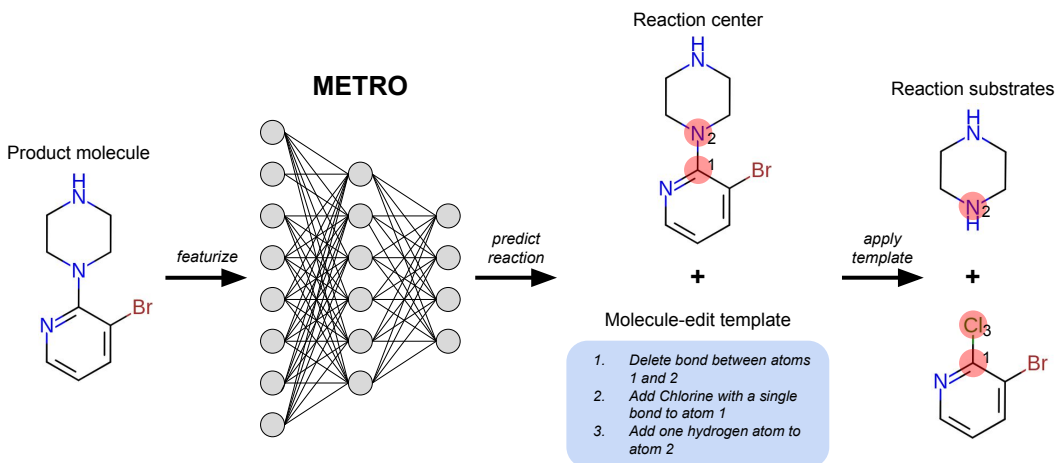 Product molecule
H
N
N
N
Br
featurize
METRO
predict
reaction
Reaction center
H
N
N2
1
N
Br
+
Molecule-edit template
1. Delete bond between atoms
1 and 2
2. Add Chlorine with a single
bond to atom 1
3. Add one hydrogen atom to
atom 2
apply
template
Reaction substrates
H
N
N2
H
+
Cl3
1
N
Br